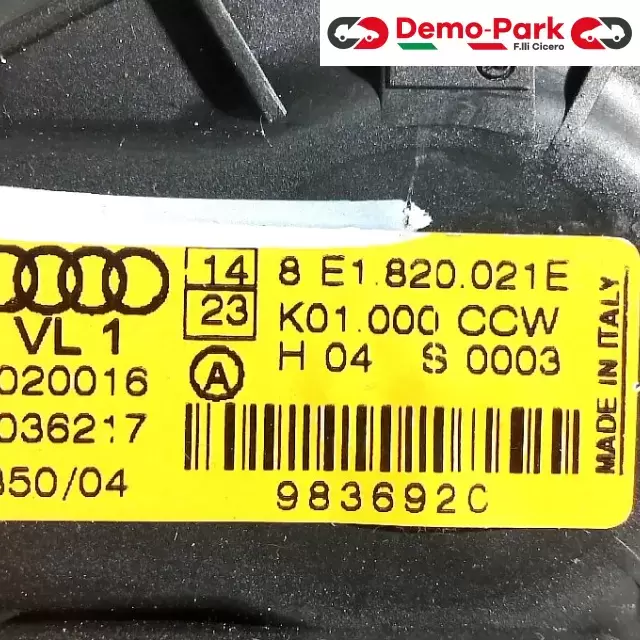 Demo-Park
F.lli Cicero
14 8 E1.820.021E
23 K01.000 CCW
VL 1
A H 04 S 0003
020016
036217
350/04
983692C
MADE IN ITALY